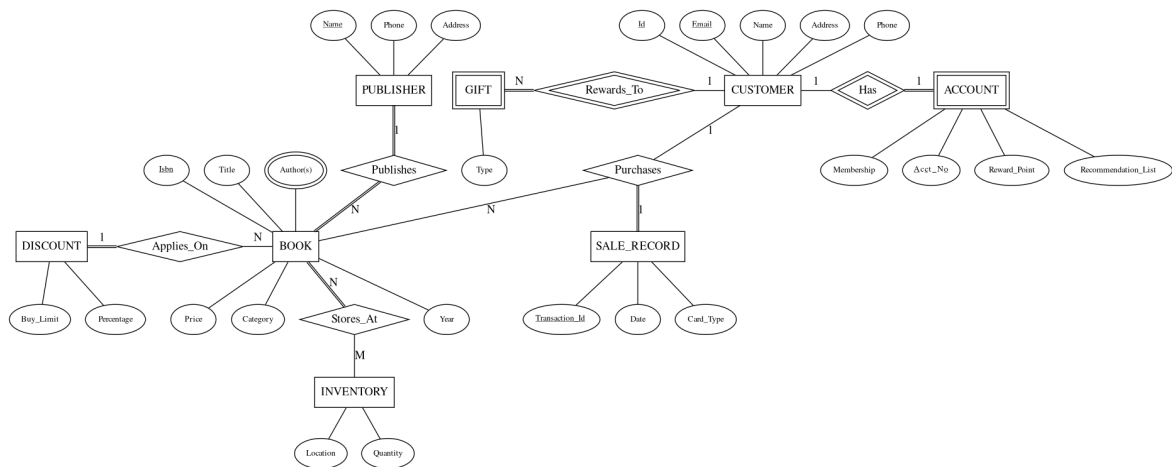 Name
Phone
Address
Id
Email
Name
Address
Phone
PUBLISHER
GIFT
N
Rewards_To
1
CUSTOMER
1
Has
1
ACCOUNT
1
1
Isbn
Title
Author(s)
Publishes
Type
Purchases
Membership
Acct_No
Reward_Point
Recommendation_List
N
N
1
DISCOUNT
1
Applies_On
N
BOOK
SALE_RECORD
N
Buy_Limit
Percentage
Price
Category
Stores_At
Year
Transaction_Id
Date
Card_Type
M
INVENTORY
Location
Quantity